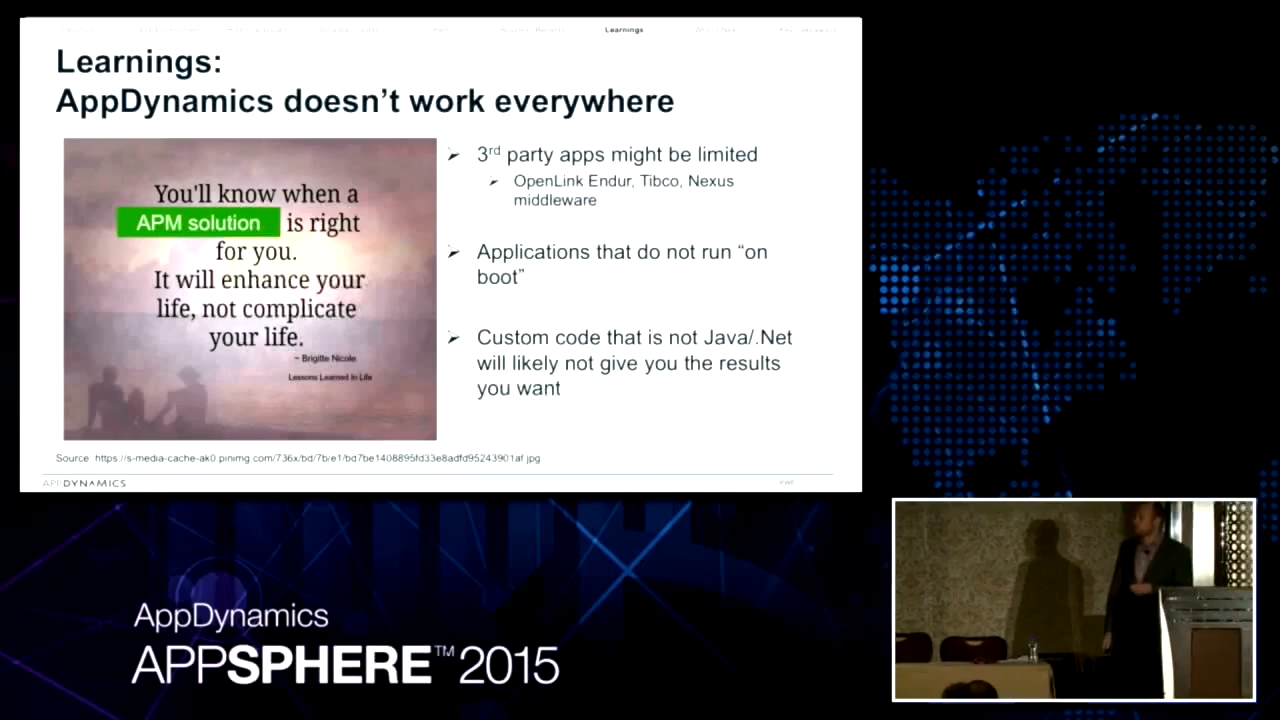 Learnings
Learnings:
AppDynamics doesn’t work everywhere
You'll know when a
APM solution is right
for you.
It will enhance your
life, not complicate
your life.
~ Brigitte Nicole
Lessons Learned In Life
➢ 3rd party apps might be limited
➢ OpenLink Endur, Tibco, Nexus
middleware
➢ Applications that do not run “on
boot”
➢ Custom code that is not Java/.Net
will likely not give you the results
you want
Source: https://s-media-cache-ak0.pinimg.com/736x/bd/7b/e1/bd7be1408895fd33e8adfd95243901af.jpg
APPDYNAMICS
AppDynamics
APPSPHERE™ 2015